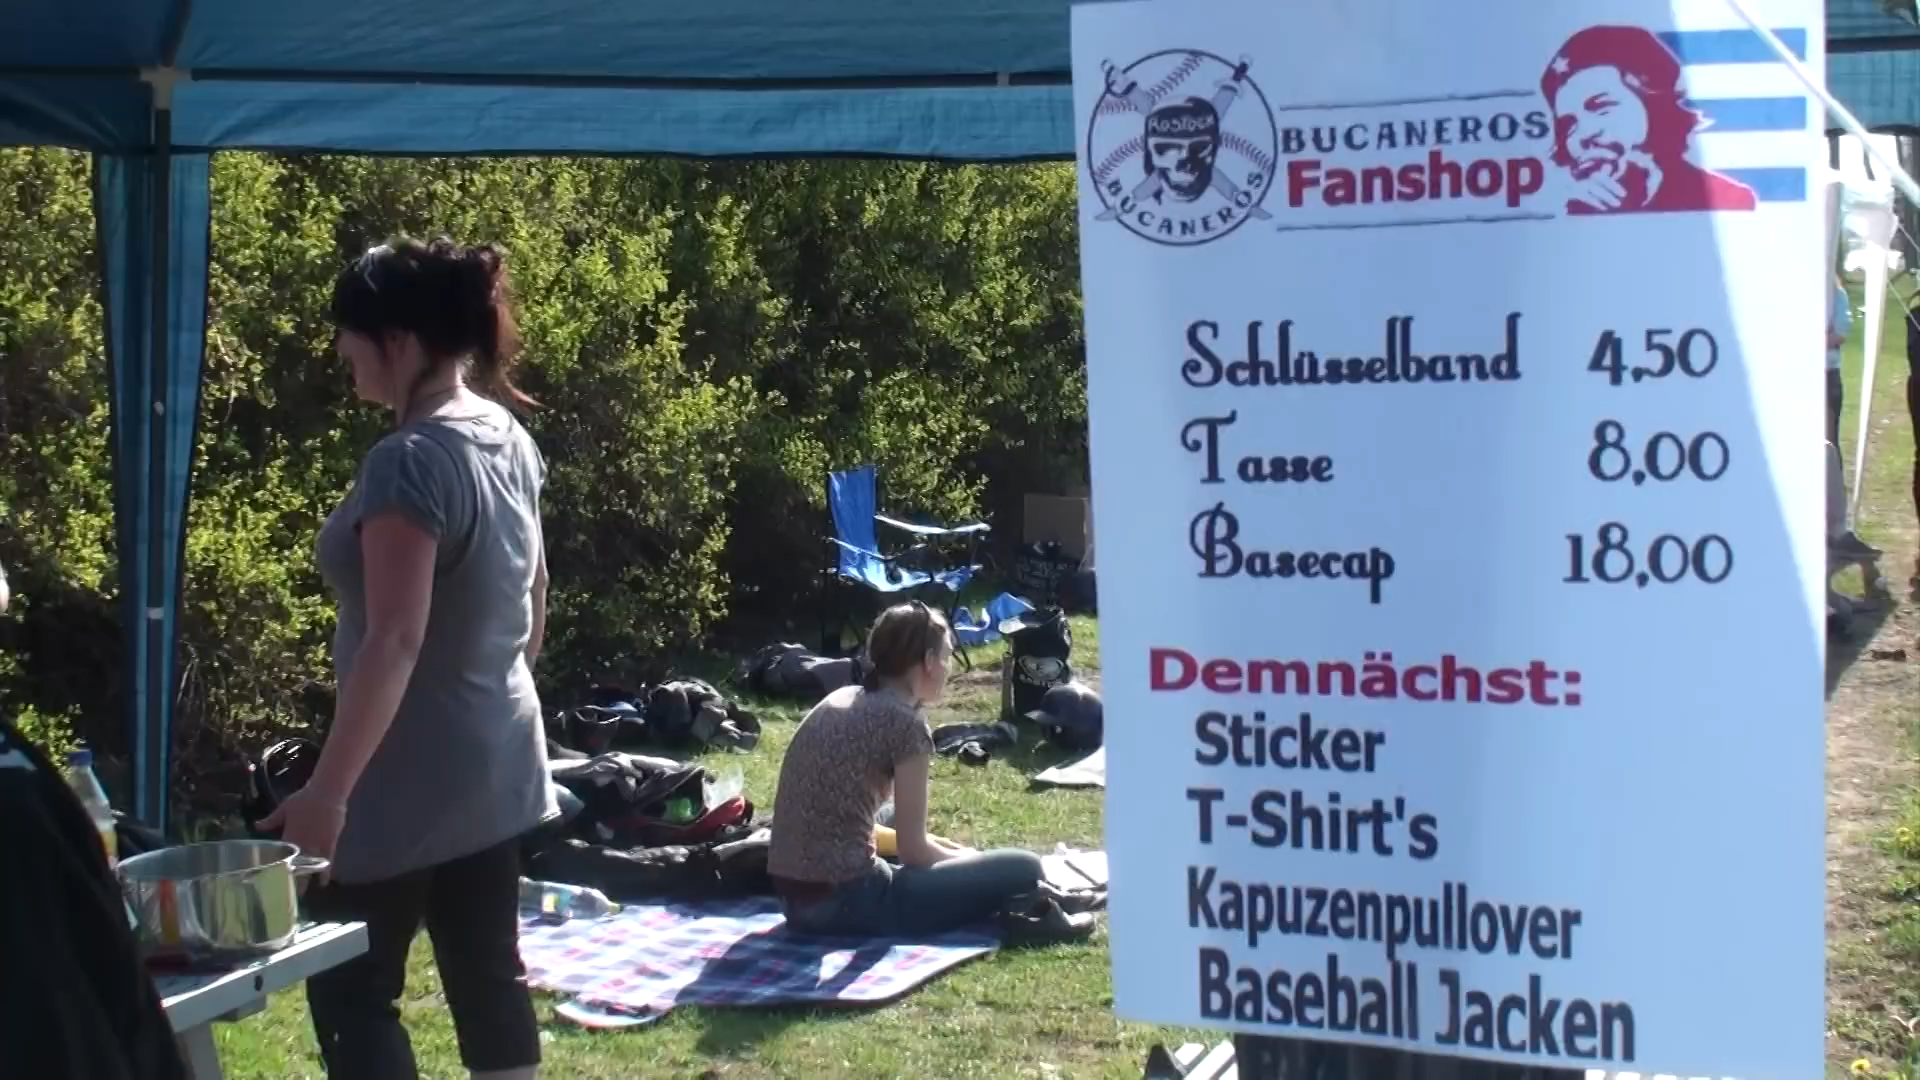 ROSTOCK
BUCANEROS
BUCANEROS
Fanshop
Schlüsselband 4,50
Tasse 8,00
Basecap 18,00
Demnächst:
Sticker
T-Shirt's
Kapuzenpullover
Baseball Jacken